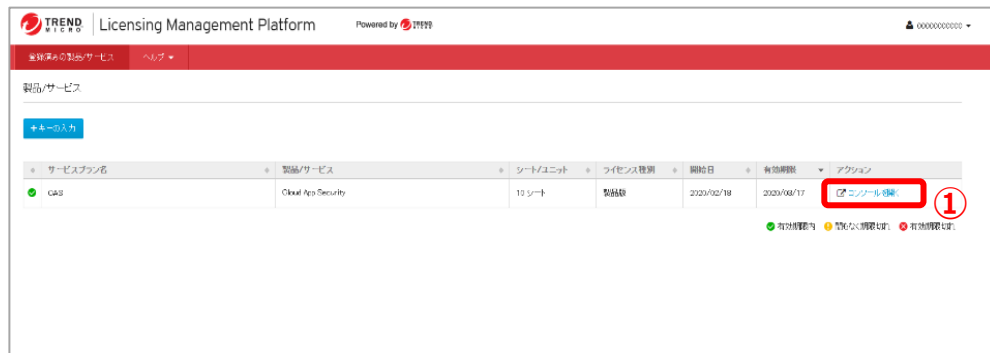 TREND MICRO Licensing Management Platform Powered by TREND MICRO 0000000000
登録済みの製品/サービス ヘルプ
製品/サービス
+キーの入力
サービスプラン名 製品/サービス シート/ユニット ライセンス種別 開始日 有効期限 アクション
CAS Cloud App Security 10 シート 製品版 2020/02/18 2020/03/17 コンソールを開く
①
有効期限内 間もなく期限切れ 有効期限切れ